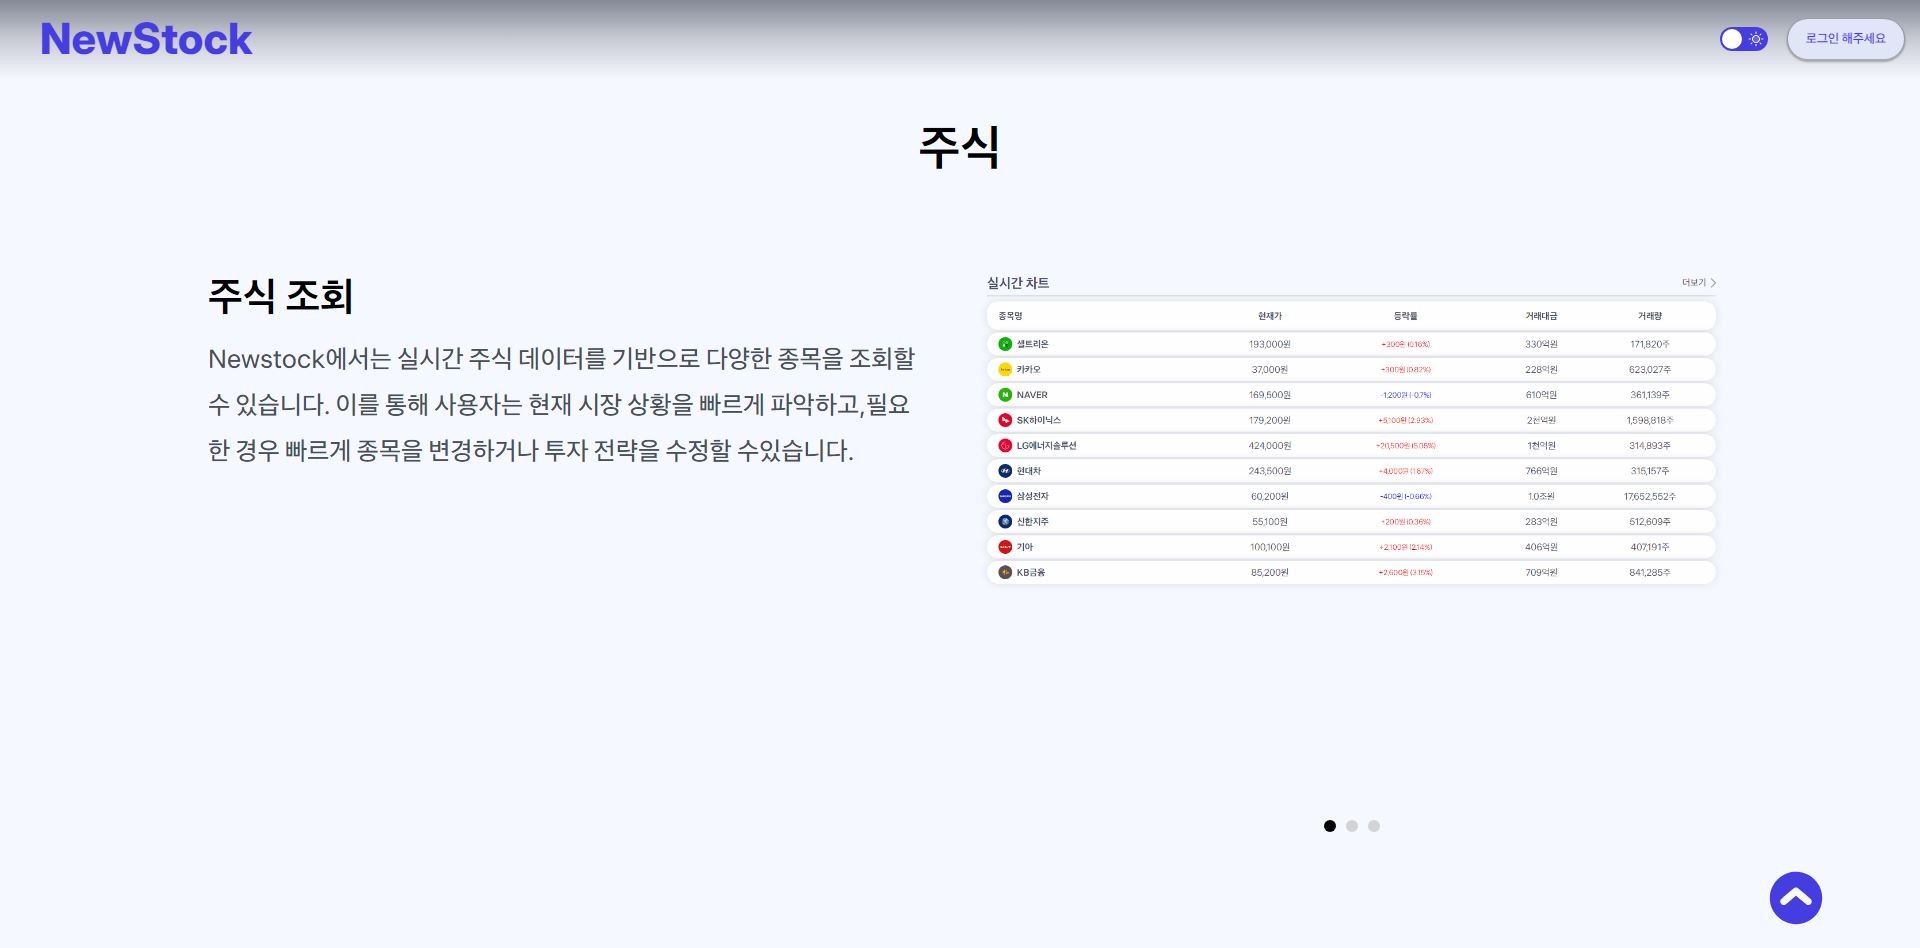 NewStock
로그인 해주세요
주식
주식 조회
Newstock에서는 실시간 주식 데이터를 기반으로 다양한 종목을 조회할
수 있습니다. 이를 통해 사용자는 현재 시장 상황을 빠르게 파악하고,필요
한 경우 빠르게 종목을 변경하거나 투자 전략을 수정할 수있습니다.
실시간 차트 더보기
종목명 현재가 등락률 거래대금 거래량
셀트리온 193,000원 +300원 (0.16%) 330억원 171,820주
카카오 37,000원 +300원 (0.82%) 228억원 623,027주
NAVER 169,500원 -1,200원 (-0.7%) 610억원 361,139주
SK하이닉스 179,200원 +5,100원 (2.93%) 2천억원 1,598,818주
LG에너지솔루션 424,000원 +20,500원 (5.08%) 1천억원 314,893주
현대차 243,500원 +4,000원 (1.67%) 766억원 315,157주
삼성전자 60,200원 -400원 (-0.66%) 1.0조원 17,652,552주
신한지주 55,100원 +200원 (0.36%) 283억원 512,609주
기아 100,100원 +2,100원 (2.14%) 406억원 407,191주
KB금융 85,200원 +2,600원 (3.15%) 709억원 841,285주